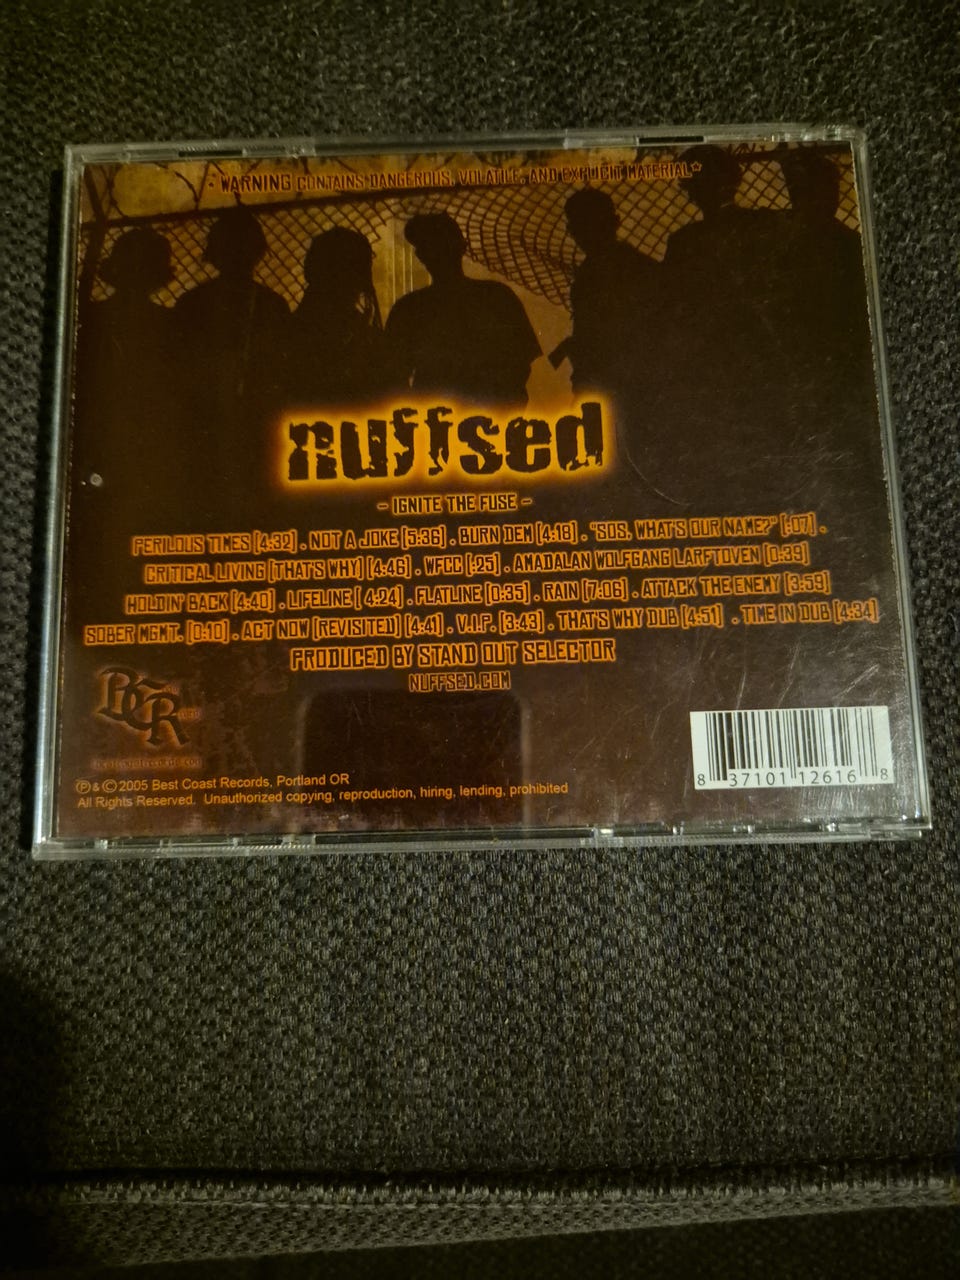 *WARNING CONTAINS DANGEROUS, VOLATILE, AND EXPLICIT MATERIAL*
nuffsed
- IGNITE THE FUSE -
PERILOUS TIMES [4:32] . NOT A JOKE [5:36] . BURN DEM [4:18] . "SOS, WHAT'S OUR NAME?" [:07] .
CRITICAL LIVING [THAT'S WHY] [4:46] . WFCC [:25] . AMADALAN WOLFGANG LARFTOVEN [0:39]
HOLDIN' BACK [4:40] . LIFELINE [ 4:24] . FLATLINE [0:35] . RAIN [7:06] . ATTACK THE ENEMY [3:59]
SOBER MGMT. [0:10] . ACT NOW [REVISITED] [4:41] . V.I.P. [3:43] . THAT'S WHY DUB [4:51] . TIME IN DUB [4:34]
PRODUCED BY STAND OUT SELECTOR
NUFFSED.COM
BCR
Ⓟ & © 2005 Best Coast Records, Portland OR
All Rights Reserved. Unauthorized copying, reproduction, hiring, lending, prohibited
8 37101 12616 8